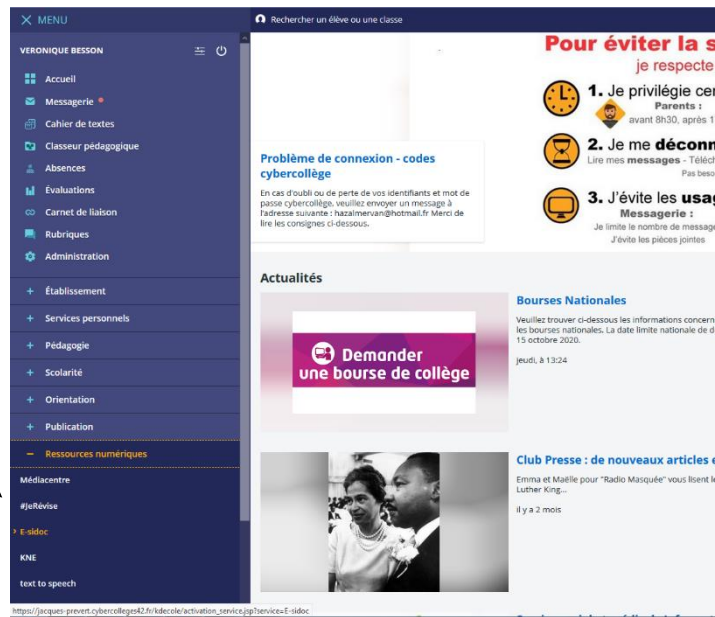 MENU
Rechercher un élève ou une classe
VERONIQUE BESSON
Accueil
Messagerie
Cahier de textes
Classeur pédagogique
Absences
Évaluations
Carnet de liaison
Rubriques
Administration
+ Établissement
+ Services personnels
+ Pédagogie
+ Scolarité
+ Orientation
+ Publication
− Ressources numériques
Médiacentre
#JeRévise
› E-sidoc
KNE
text to speech
https://jacques-prevert.cybercolleges42.fr/kdecole/activation_service.jsp?service=E-sidoc
Problème de connexion - codes
cybercollège
En cas d'oubli ou de perte de vos identifiants et mot de
passe cybercollège, veuillez envoyer un message à
l'adresse suivante : hazalmervan@hotmail.fr Merci de
lire les consignes ci-dessous.
Pour éviter la s
je respecte
1. Je privilégie cer
Parents :
avant 8h30, après 1
2. Je me déconn
Lire mes messages - Téléch
Pas beso
3. J'évite les usag
Messagerie :
Je limite le nombre de message
J'évite les pièces jointes
Actualités
Demander
une bourse de collège
Bourses Nationales
Veuillez trouver ci-dessous les informations concern
les bourses nationales. La date limite nationale de d
15 octobre 2020.
jeudi, à 13:24
Club Presse : de nouveaux articles e
Emma et Maëlle pour "Radio Masquée" vous lisent le
Luther King...
il y a 2 mois